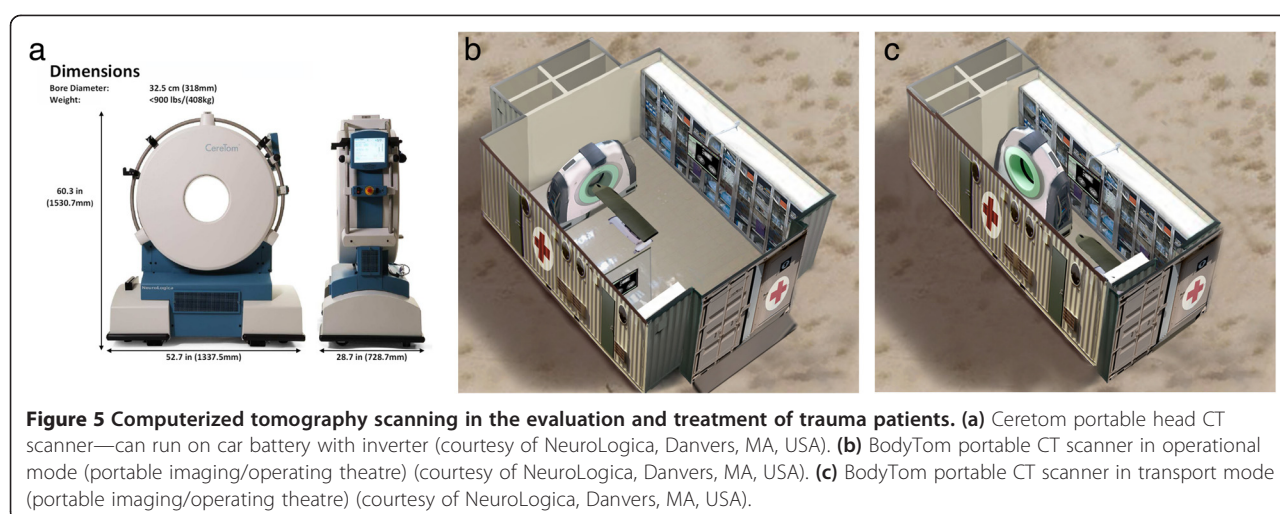 a
Dimensions
Bore Diameter: 32.5 cm (318mm)
Weight: <900 lbs/(408kg)
CereTom
60.3 in
(1530.7mm)
NeuroLogica
52.7 in (1337.5mm)
28.7 in (728.7mm)
b
c
Figure 5 Computerized tomography scanning in the evaluation and treatment of trauma patients. (a) Ceretom portable head CT
scanner—can run on car battery with inverter (courtesy of NeuroLogica, Danvers, MA, USA). (b) BodyTom portable CT scanner in operational
mode (portable imaging/operating theatre) (courtesy of NeuroLogica, Danvers, MA, USA). (c) BodyTom portable CT scanner in transport mode
(portable imaging/operating theatre) (courtesy of NeuroLogica, Danvers, MA, USA).